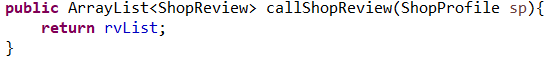 public ArrayList<ShopReview> callShopReview(ShopProfile sp){
    return rvList;
}